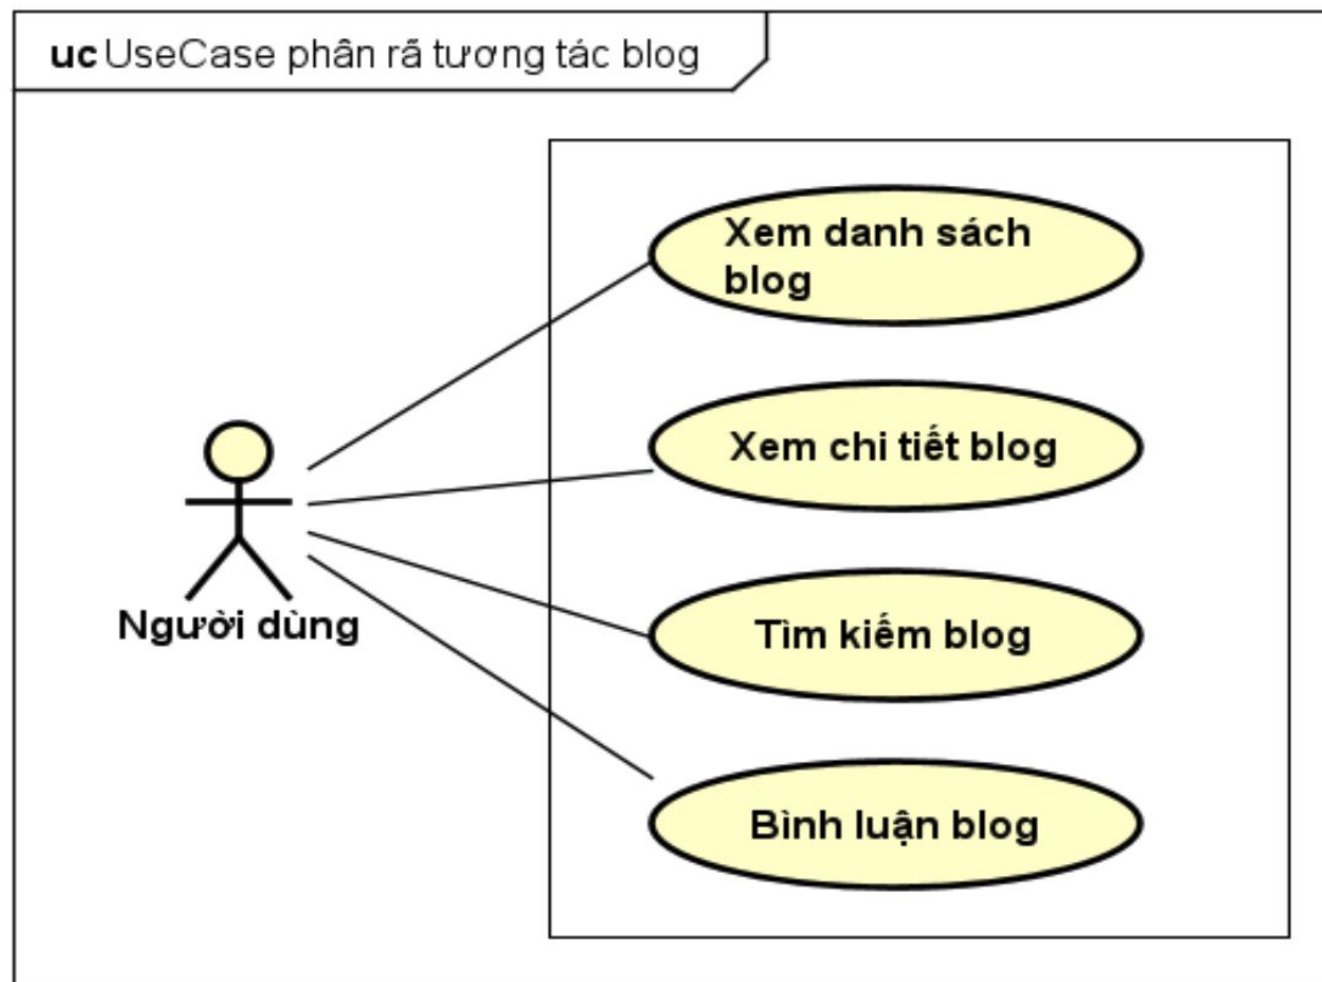 uc UseCase phân rã tương tác blog
Xem danh sách
blog
Xem chi tiết blog
Người dùng
Tìm kiếm blog
Bình luận blog